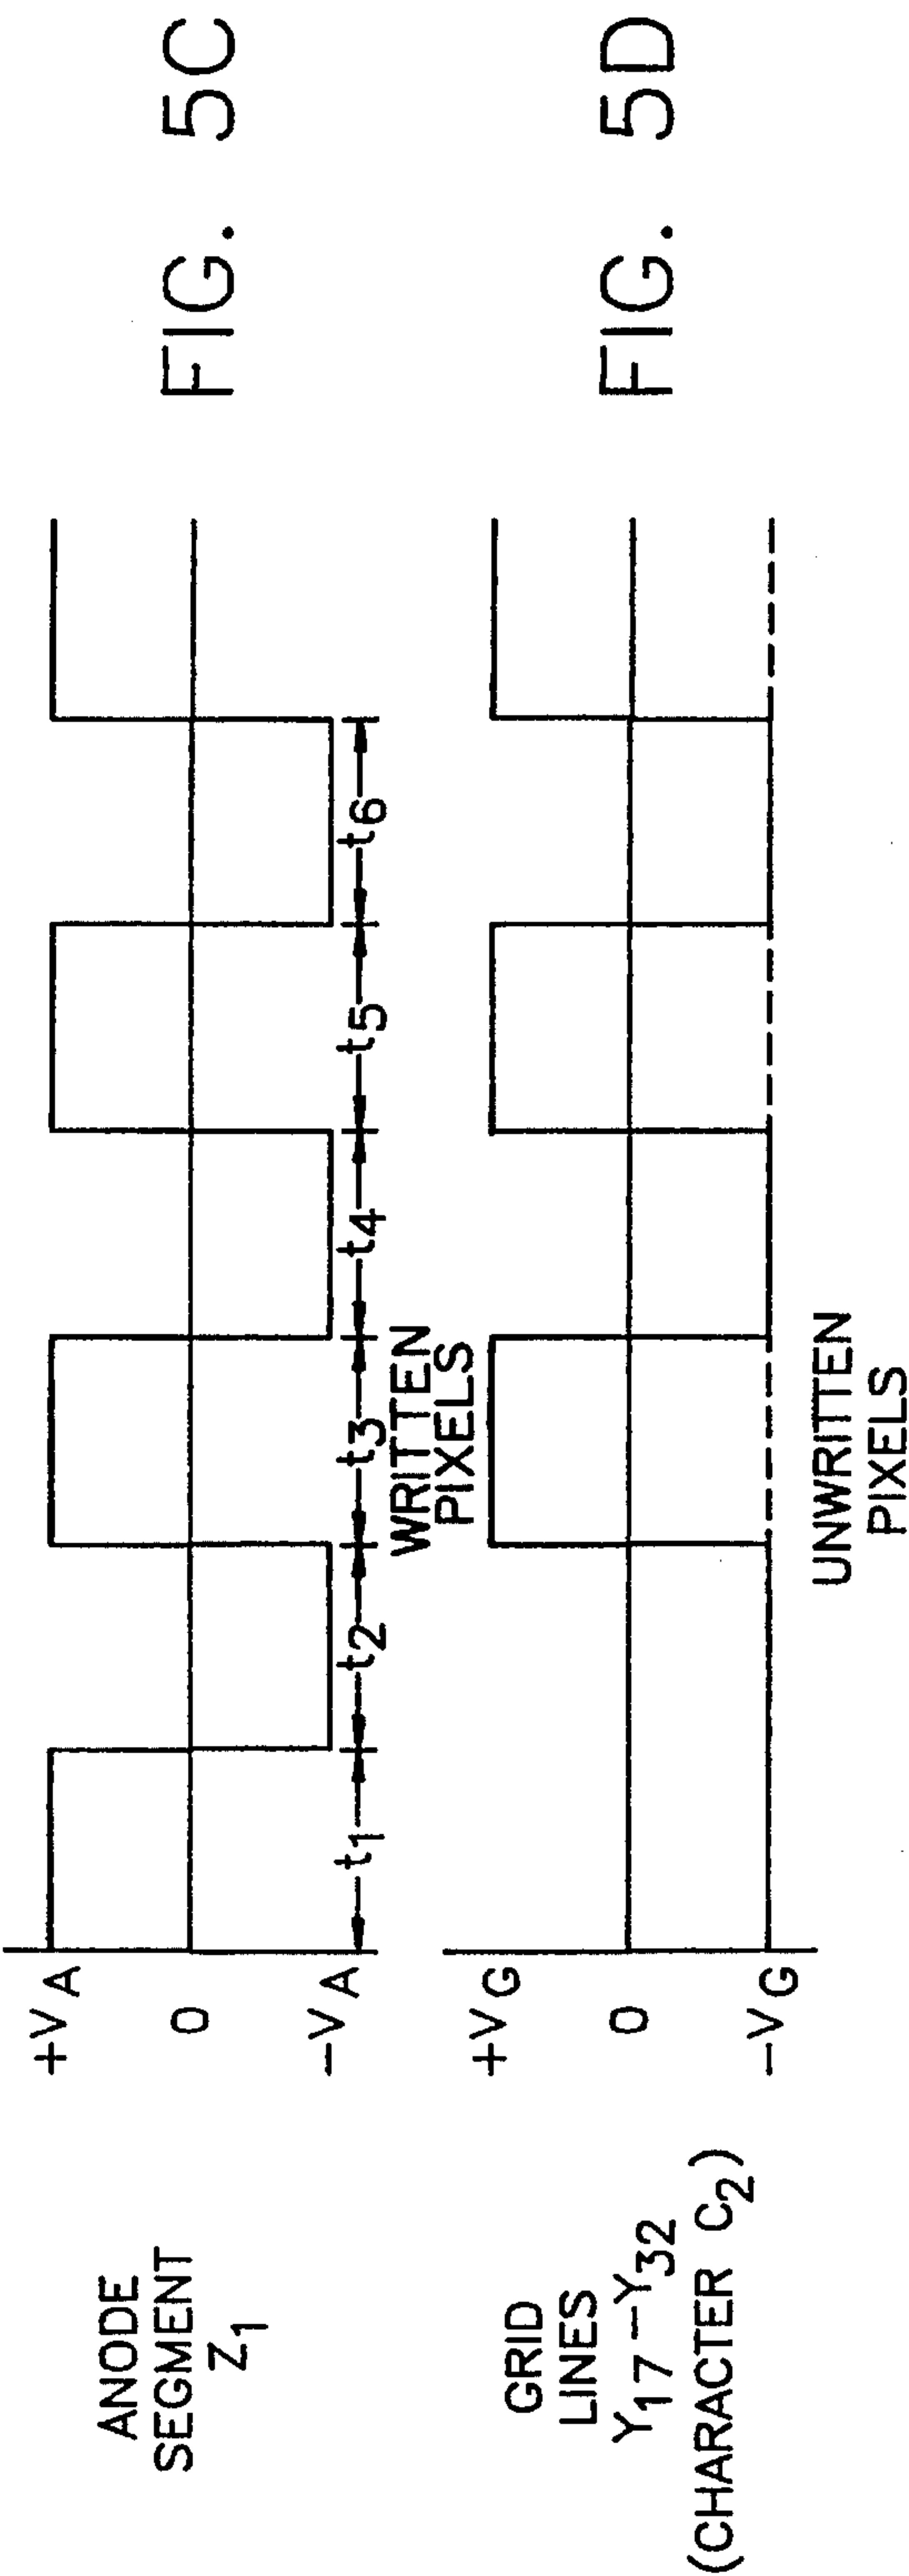 ANODE
SEGMENT
Z1
+VA
0
-VA
t1 t2 t3 t4 t5 t6
FIG. 5C
GRID
LINES
Y17 -Y32
(CHARACTER C2)
+VG
0
-VG
WRITTEN
PIXELS
UNWRITTEN
PIXELS
FIG. 5D